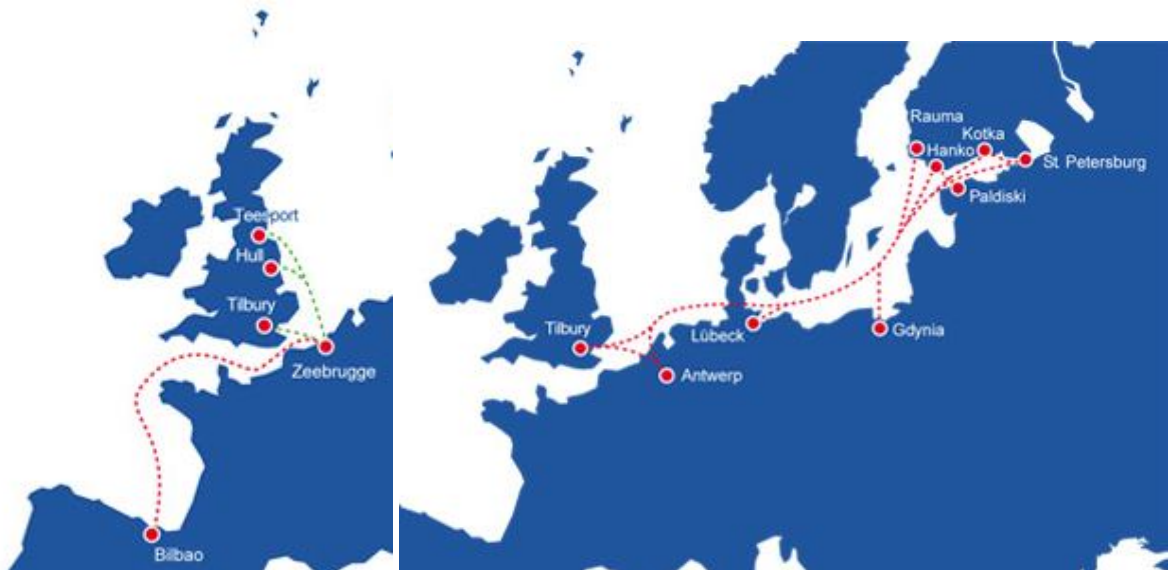 Teesport
Hull
Tilbury
Zeebrugge
Bilbao
Rauma
Kotka
Hanko
St. Petersburg
Paldiski
Tilbury
Lübeck
Gdynia
Antwerp